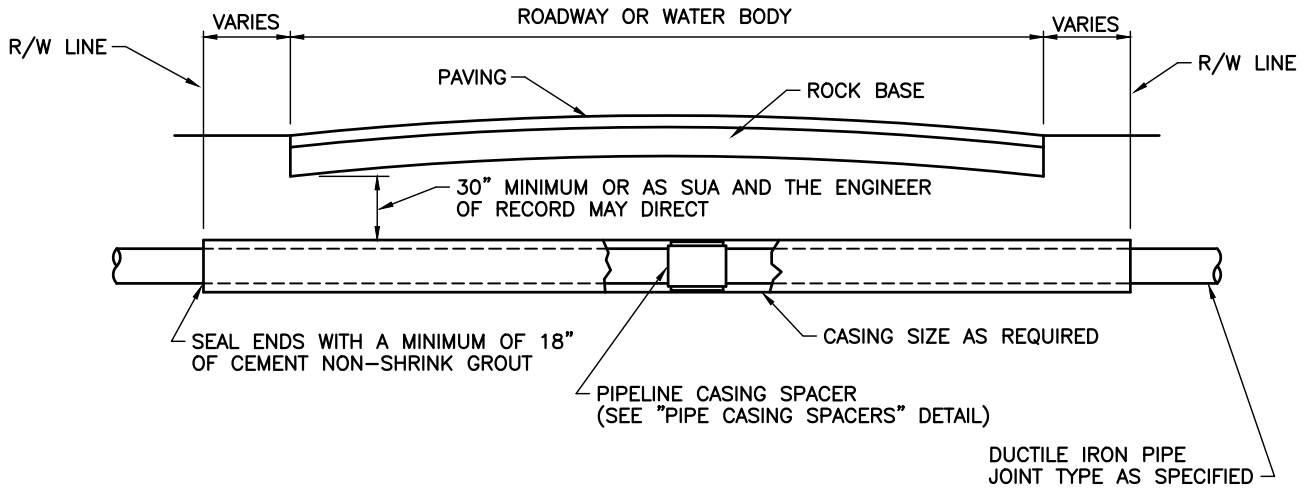 VARIES
ROADWAY OR WATER BODY
VARIES
R/W LINE
R/W LINE
PAVING
ROCK BASE
30" MINIMUM OR AS SUA AND THE ENGINEER
OF RECORD MAY DIRECT
SEAL ENDS WITH A MINIMUM OF 18"
OF CEMENT NON-SHRINK GROUT
CASING SIZE AS REQUIRED
PIPELINE CASING SPACER
(SEE "PIPE CASING SPACERS" DETAIL)
DUCTILE IRON PIPE
JOINT TYPE AS SPECIFIED